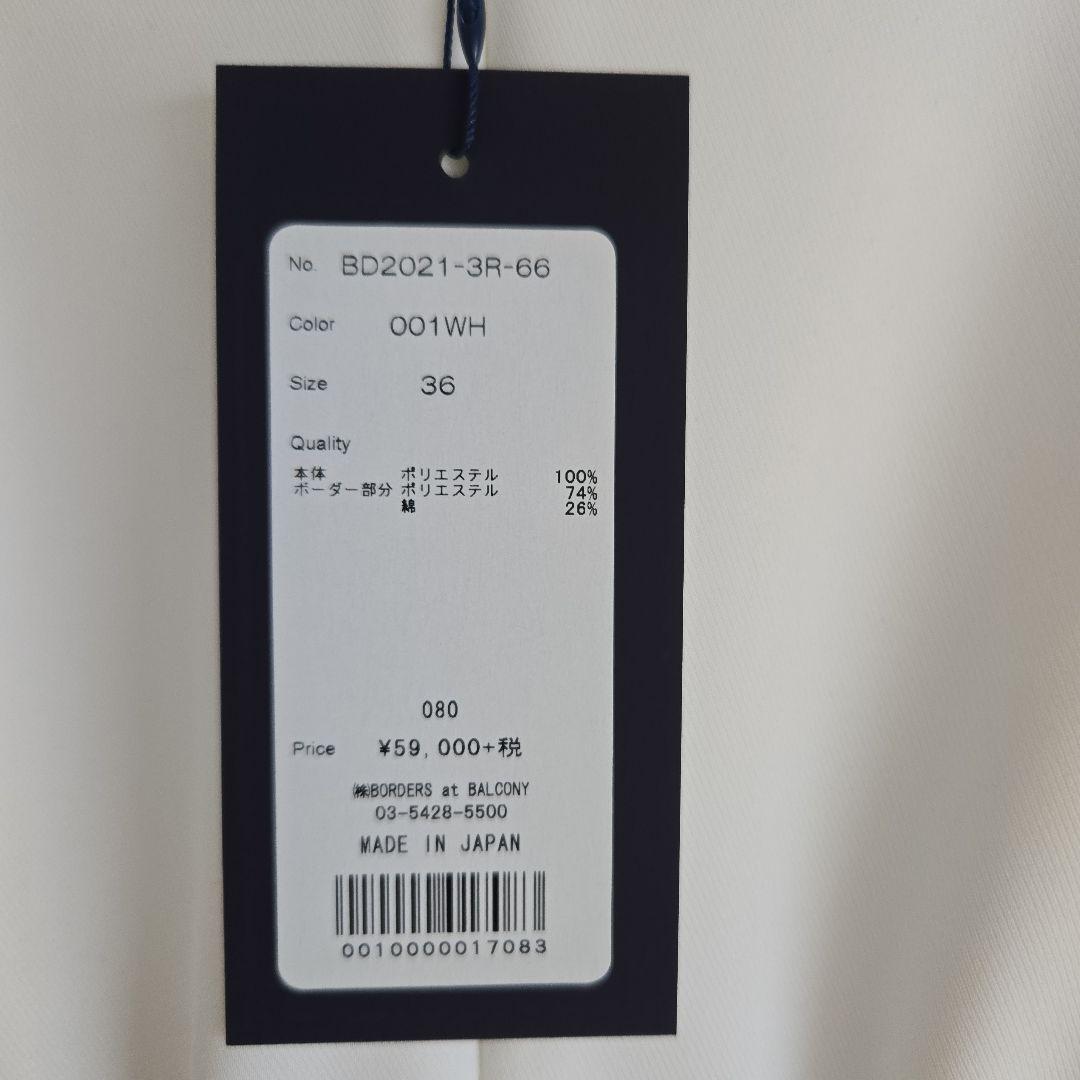 No. BD2021-3R-66
Color 001WH
Size 36
Quality
本体 ポリエステル 100%
ボーダー部分 ポリエステル 74%
綿 26%
080
Price ¥59,000+税
㈱BORDERS at BALCONY
03-5428-5500
MADE IN JAPAN
0010000017083